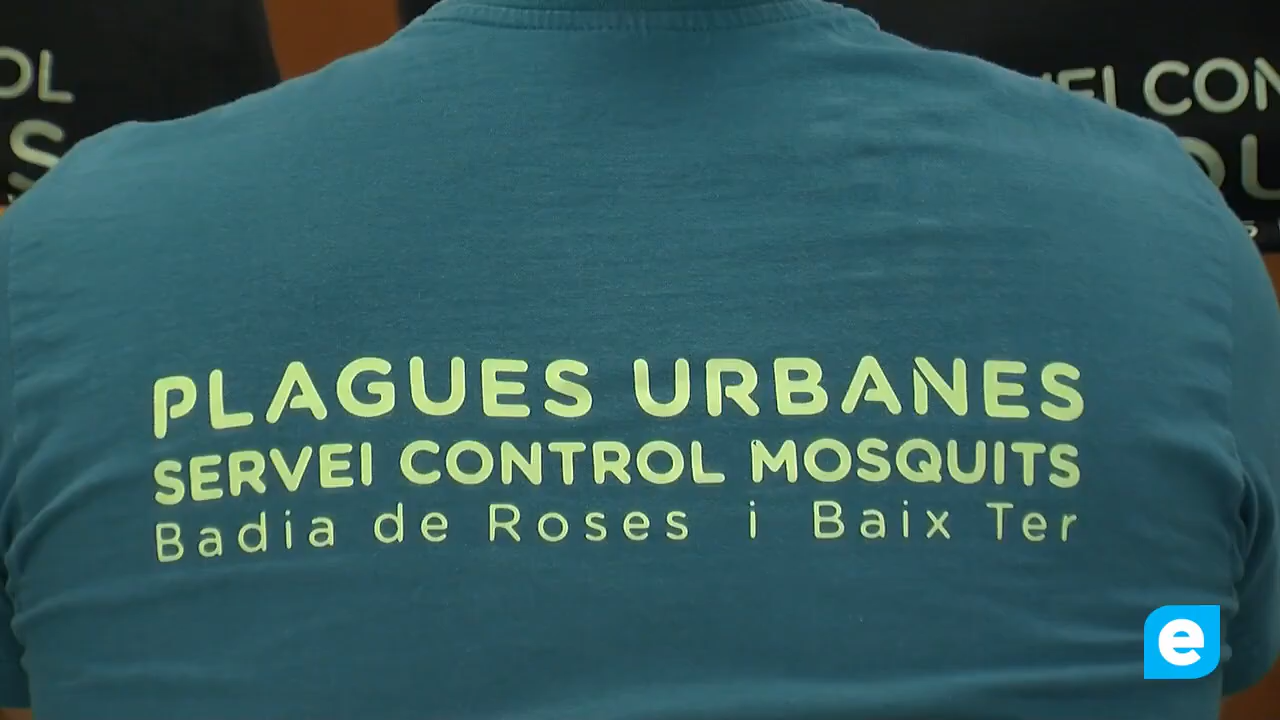 PLAGUES URBANES
SERVEI CONTROL MOSQUITS
Badia de Roses i Baix Ter
e